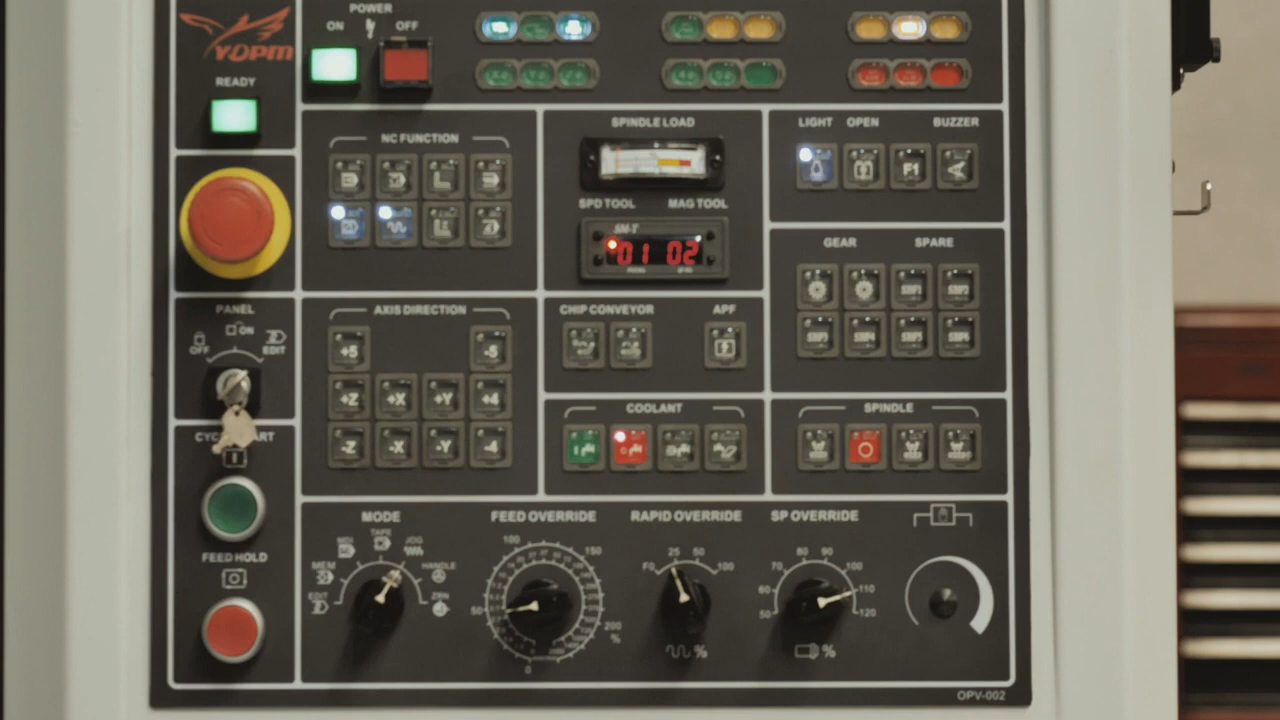 YOPM
POWER
ON OFF
READY
NC FUNCTION
SPINDLE LOAD
SPD TOOL MAG TOOL
SM-T
01 02
LIGHT OPEN BUZZER
F1
GEAR SPARE
PANEL
OFF ON EDIT
AXIS DIRECTION
+5 -5
+Z +X +Y +4
-Z -X -Y -4
CHIP CONVEYOR APF
COOLANT
SPINDLE
FEED HOLD
MODE
EDIT MEM MDI TAPE JOG HANDLE ZRN
FEED OVERRIDE
0 50 100 150 200 %
RAPID OVERRIDE
F0 25 50 100
%
SP OVERRIDE
50 60 70 80 90 100 110 120
%
OPV-002